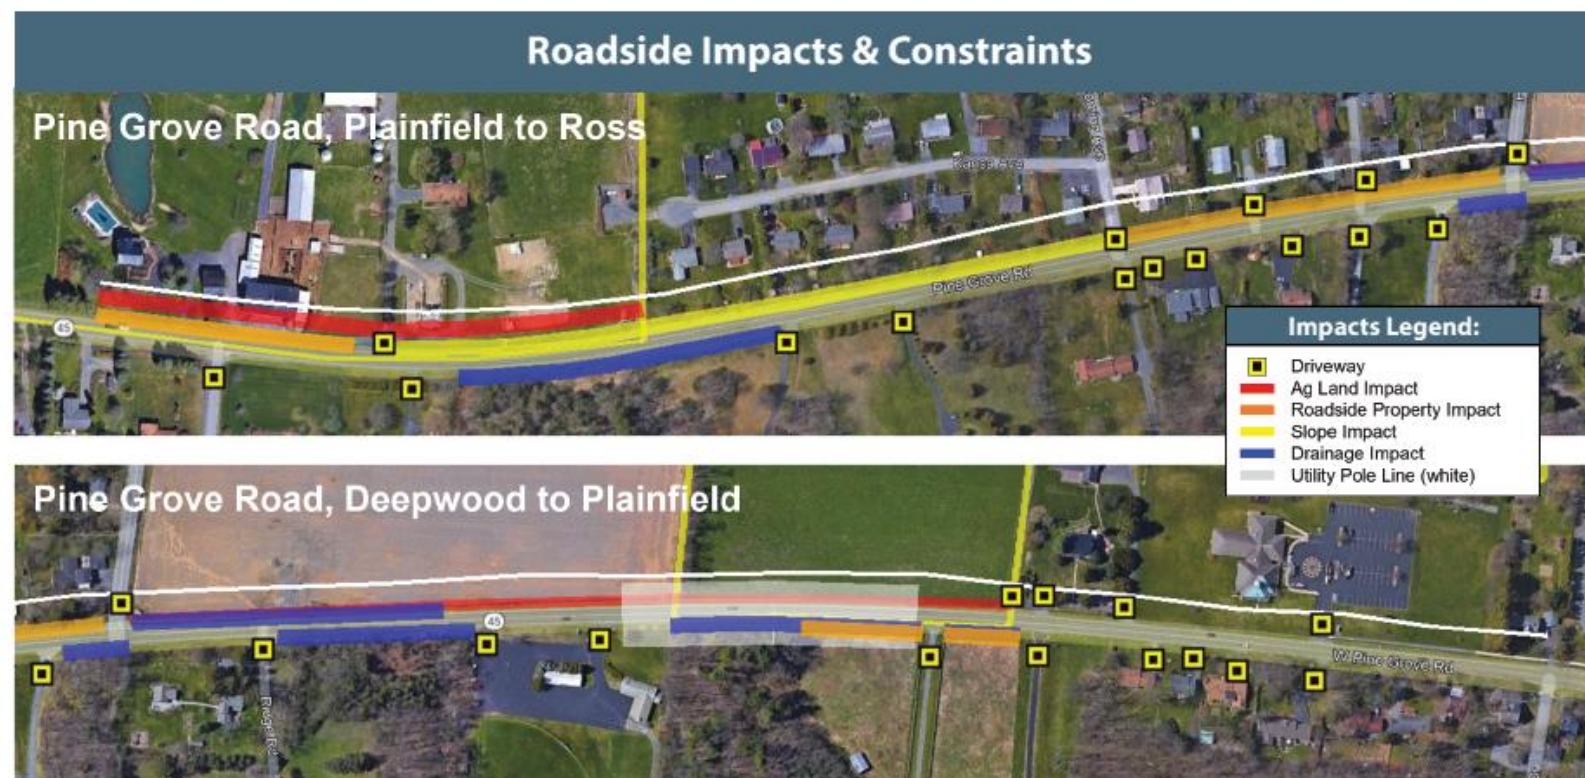 Roadside Impacts & Constraints
Pine Grove Road, Plainfield to Ross
Pine Grove Rd
45
Impacts Legend:
Driveway
Ag Land Impact
Roadside Property Impact
Slope Impact
Drainage Impact
Utility Pole Line (white)
Pine Grove Road, Deepwood to Plainfield
45
W Pine Grove Rd